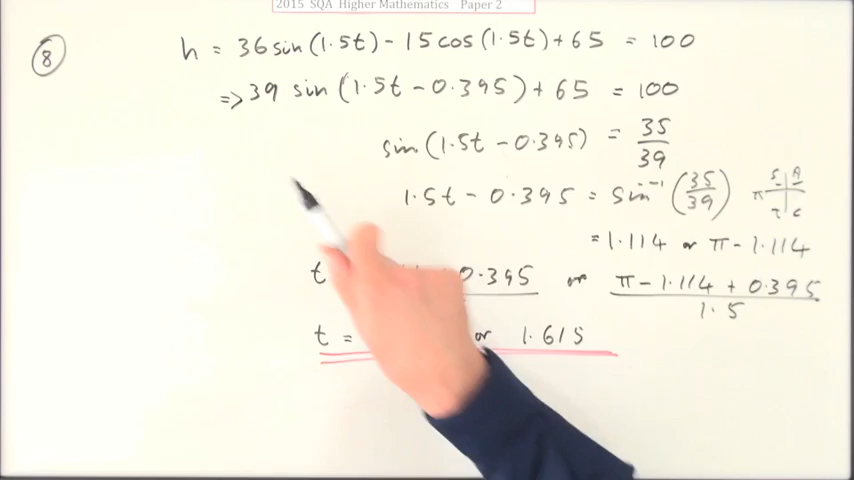 2015 SQA Higher Mathematics Paper 2
8
h = 36 sin(1.5t) - 15 cos(1.5t) + 65 = 100
=> 39 sin(1.5t - 0.395) + 65 = 100
sin(1.5t - 0.395) = 35/39
1.5t - 0.395 = sin⁻¹(35/39) π S A T C
= 1.114 or π - 1.114
t 0.395 or (π - 1.114 + 0.395)/1.5
t = or 1.615